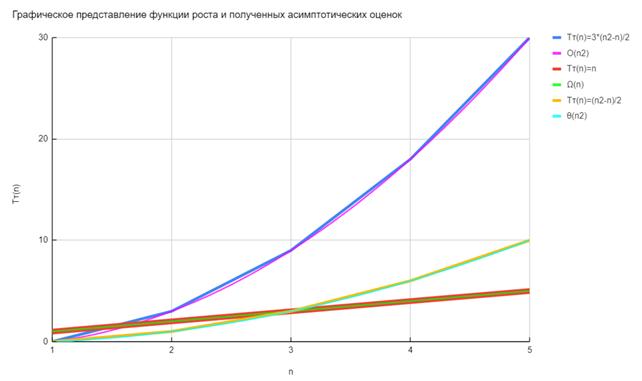 Графическое представление функции роста и полученных асимптотических оценок
30
20
10
0
Tт(n)
1
2
3
4
5
n
Tт(n)=3*(n2-n)/2
O(n2)
Tт(n)=n
Ω(n)
Tт(n)=(n2-n)/2
θ(n2)